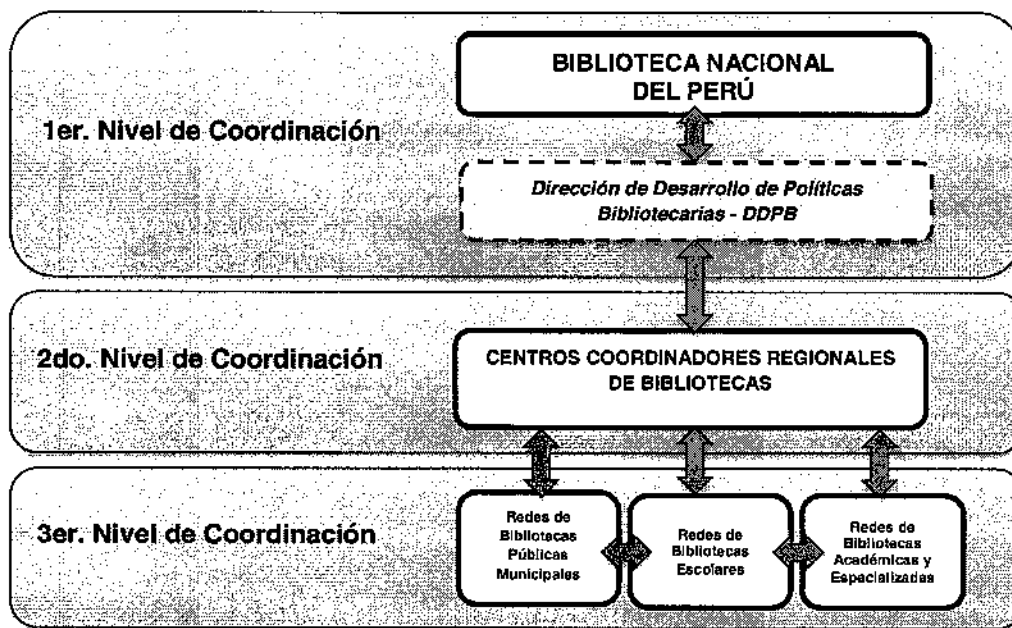 BIBLIOTECA NACIONAL
DEL PERÚ
1er. Nivel de Coordinación
Dirección de Desarrollo de Políticas
Bibliotecarias - DDPB
2do. Nivel de Coordinación
CENTROS COORDINADORES REGIONALES
DE BIBLIOTECAS
3er. Nivel de Coordinación
Redes de
Bibliotecas
Públicas
Municipales
Redes de
Bibliotecas
Escolares
Redes de
Bibliotecas
Académicas y
Especializadas